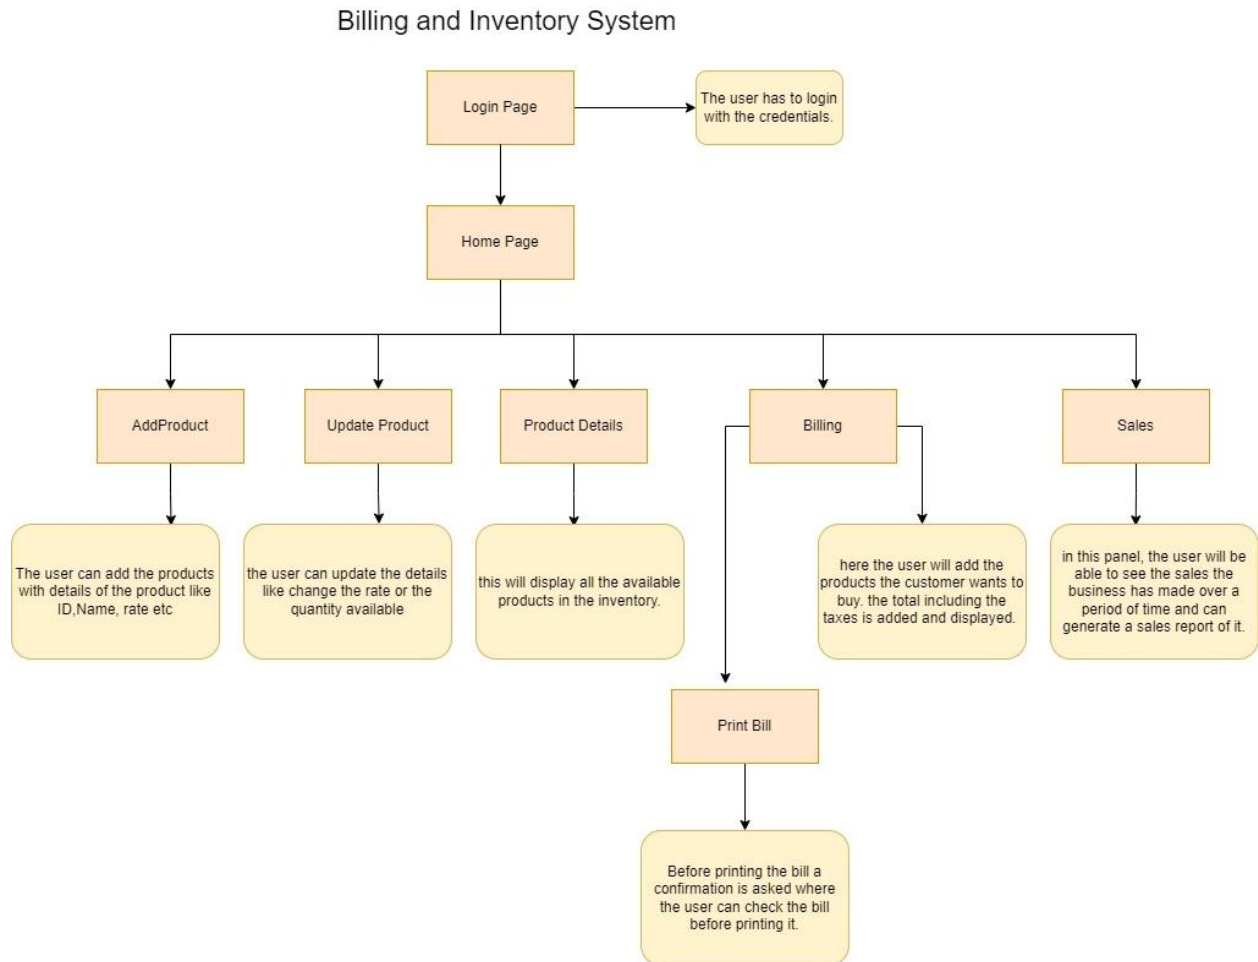 Billing and Inventory System
Login Page
The user has to login
with the credentials.
Home Page
AddProduct
Update Product
Product Details
Billing
Sales
The user can add the products
with details of the product like
ID,Name, rate etc
the user can update the details
like change the rate or the
quantity available
this will display all the available
products in the inventory.
here the user will add the
products the customer wants to
buy. the total including the
taxes is added and displayed.
in this panel, the user will be
able to see the sales the
business has made over a
period of time and can
generate a sales report of it.
Print Bill
Before printing the bill a
confirmation is asked where
the user can check the bill
before printing it.